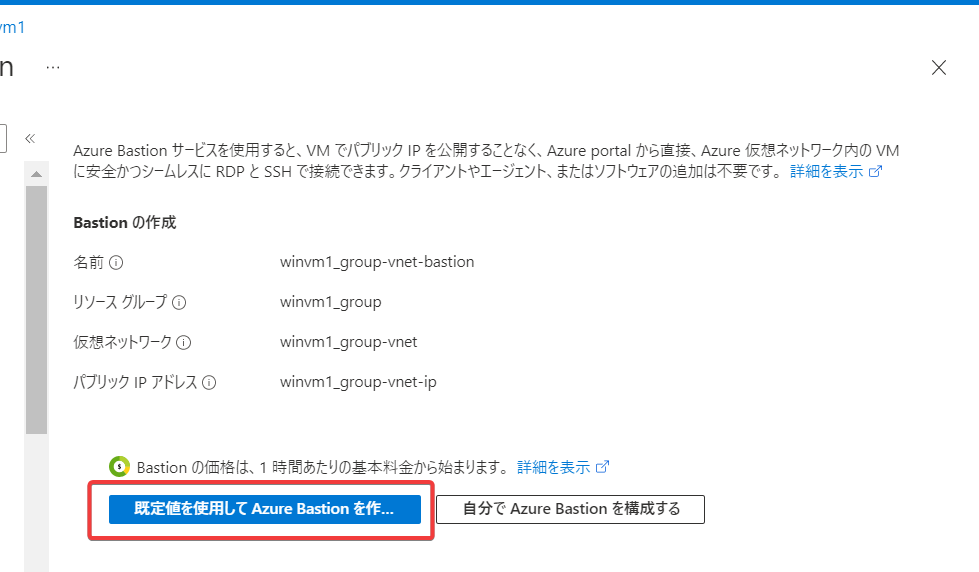 vm1
n ...
Azure Bastion サービスを使用すると、VM でパブリック IP を公開することなく、Azure portal から直接、Azure 仮想ネットワーク内の VM
に安全かつシームレスに RDP と SSH で接続できます。クライアントやエージェント、またはソフトウェアの追加は不要です。 詳細を表示
Bastion の作成
名前 winvm1_group-vnet-bastion
リソース グループ winvm1_group
仮想ネットワーク winvm1_group-vnet
パブリック IP アドレス winvm1_group-vnet-ip
Bastion の価格は、1 時間あたりの基本料金から始まります。 詳細を表示
既定値を使用して Azure Bastion を作... 自分で Azure Bastion を構成する